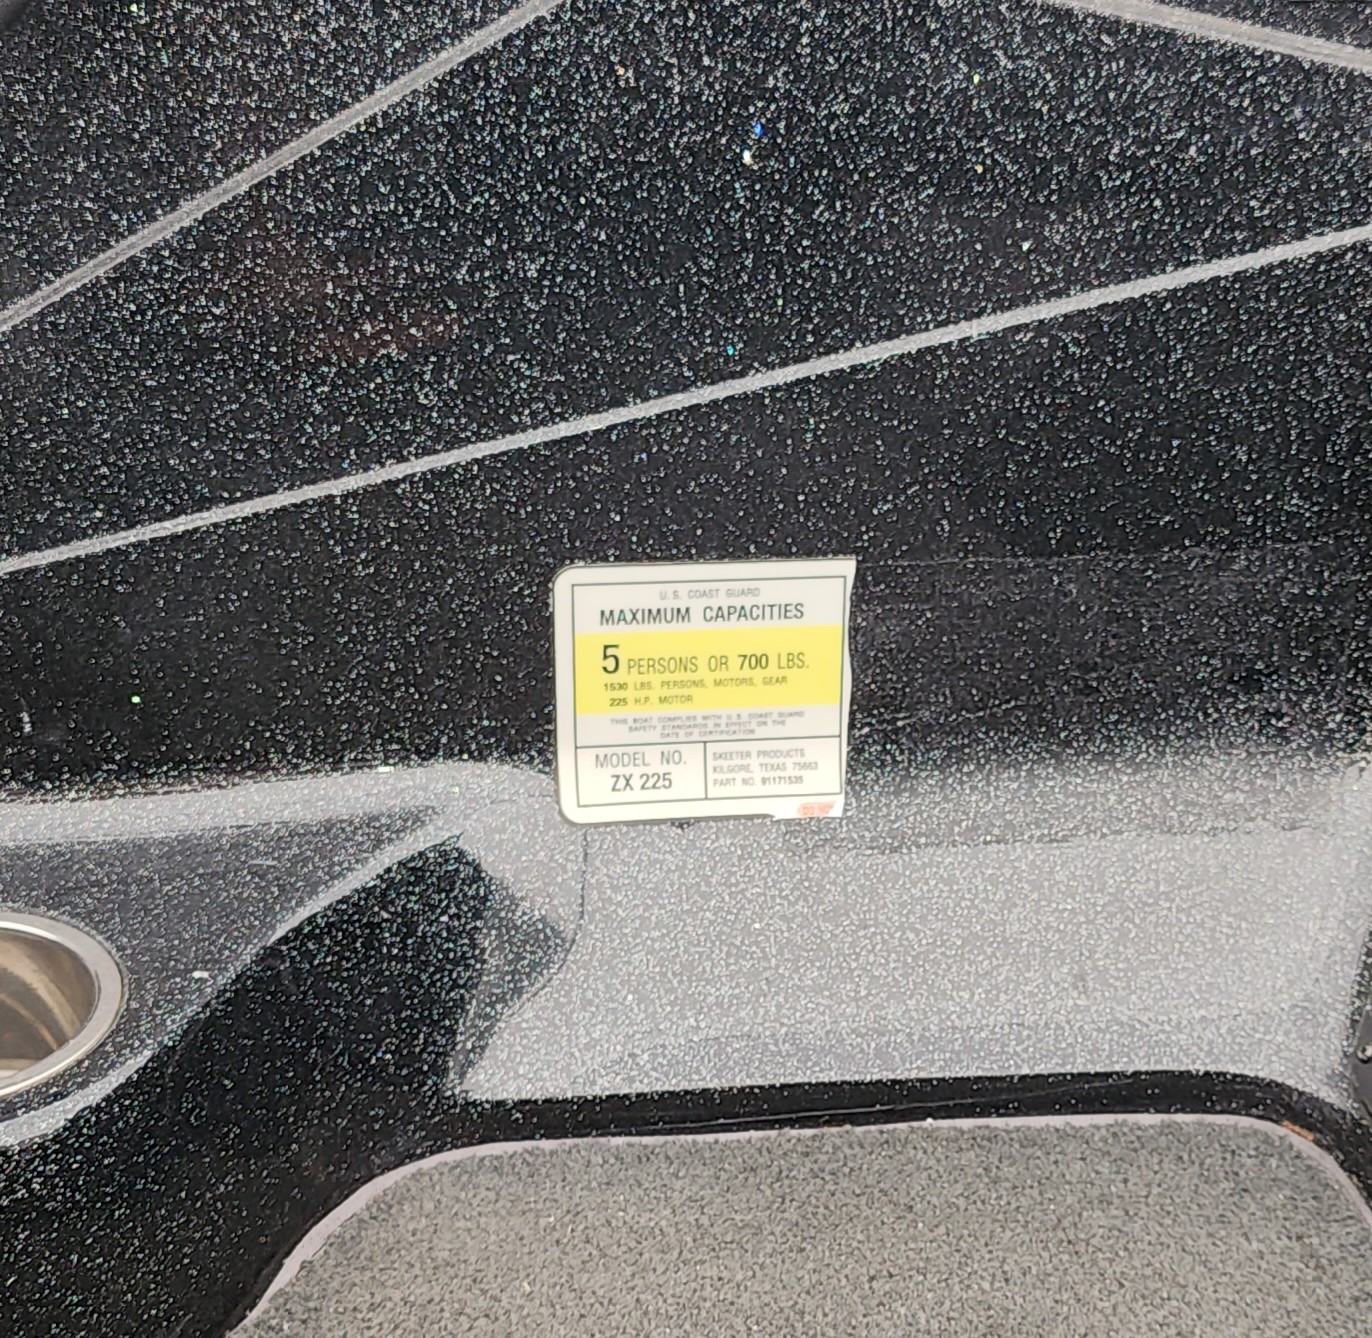 U.S. COAST GUARD
MAXIMUM CAPACITIES
5 PERSONS OR 700 LBS.
1530 LBS. PERSONS, MOTORS, GEAR
225 H.P. MOTOR
THIS BOAT COMPLIES WITH U.S. COAST GUARD
SAFETY STANDARDS IN EFFECT ON THE
DATE OF CERTIFICATION
MODEL NO.
ZX 225
SKEETER PRODUCTS
KILGORE, TEXAS 75663
PART NO. 91171535
DO NO